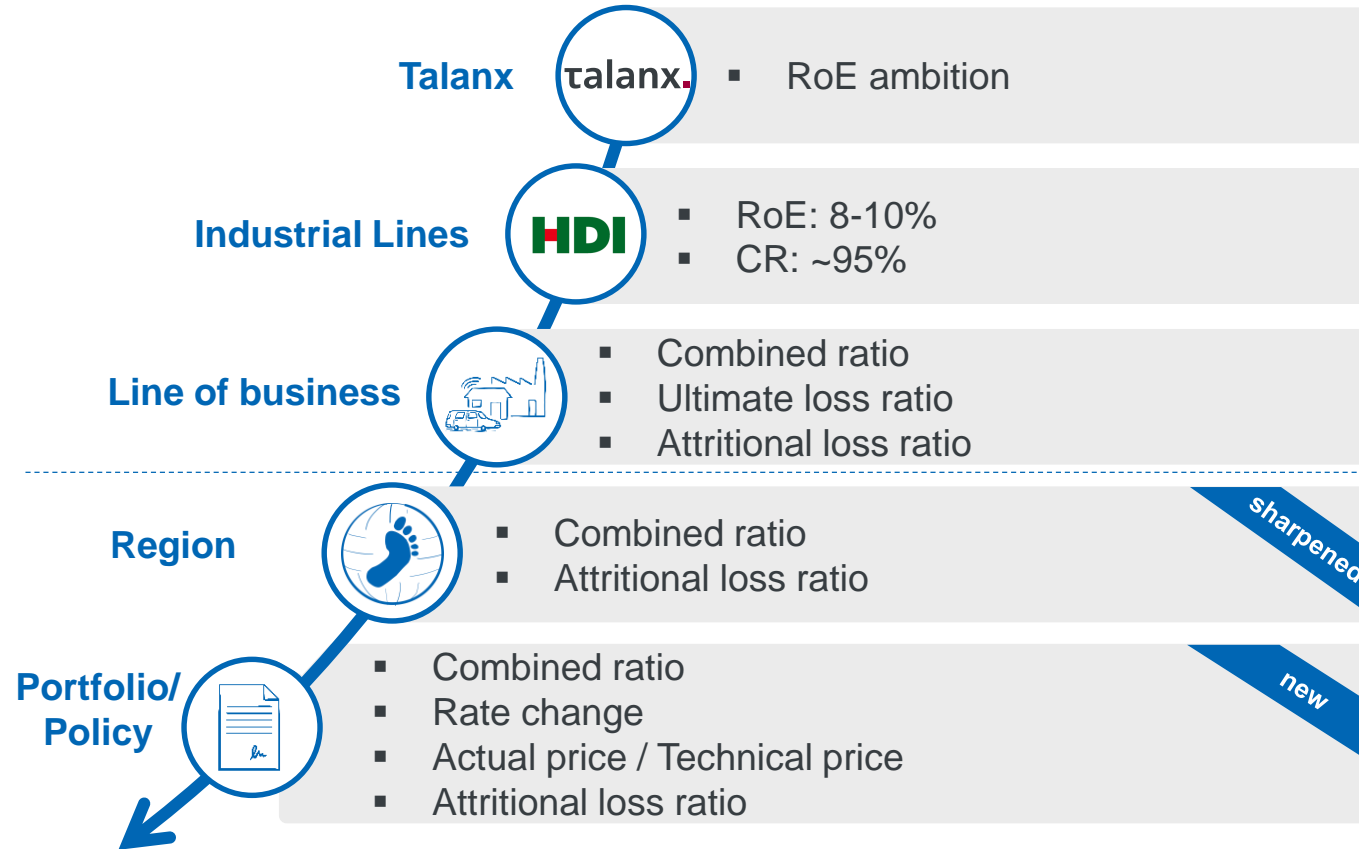 Talanx
talanx.
▪ RoE ambition
Industrial Lines
HDI
▪ RoE: 8-10%
▪ CR: ~95%
Line of business
▪ Combined ratio
▪ Ultimate loss ratio
▪ Attritional loss ratio
Region
▪ Combined ratio
▪ Attritional loss ratio
sharpened
Portfolio/
Policy
▪ Combined ratio
▪ Rate change
▪ Actual price / Technical price
▪ Attritional loss ratio
new